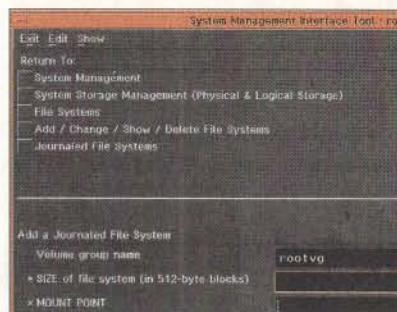 System Management Interface Tool : ro
Exit Edit Show
Return To:
System Management
System Storage Management (Physical & Logical Storage)
File Systems
Add / Change / Show / Delete File Systems
Journaled File Systems
Add a Journaled File System
Volume group name
rootvg
* SIZE of file system (in 512-byte blocks)
* MOUNT POINT